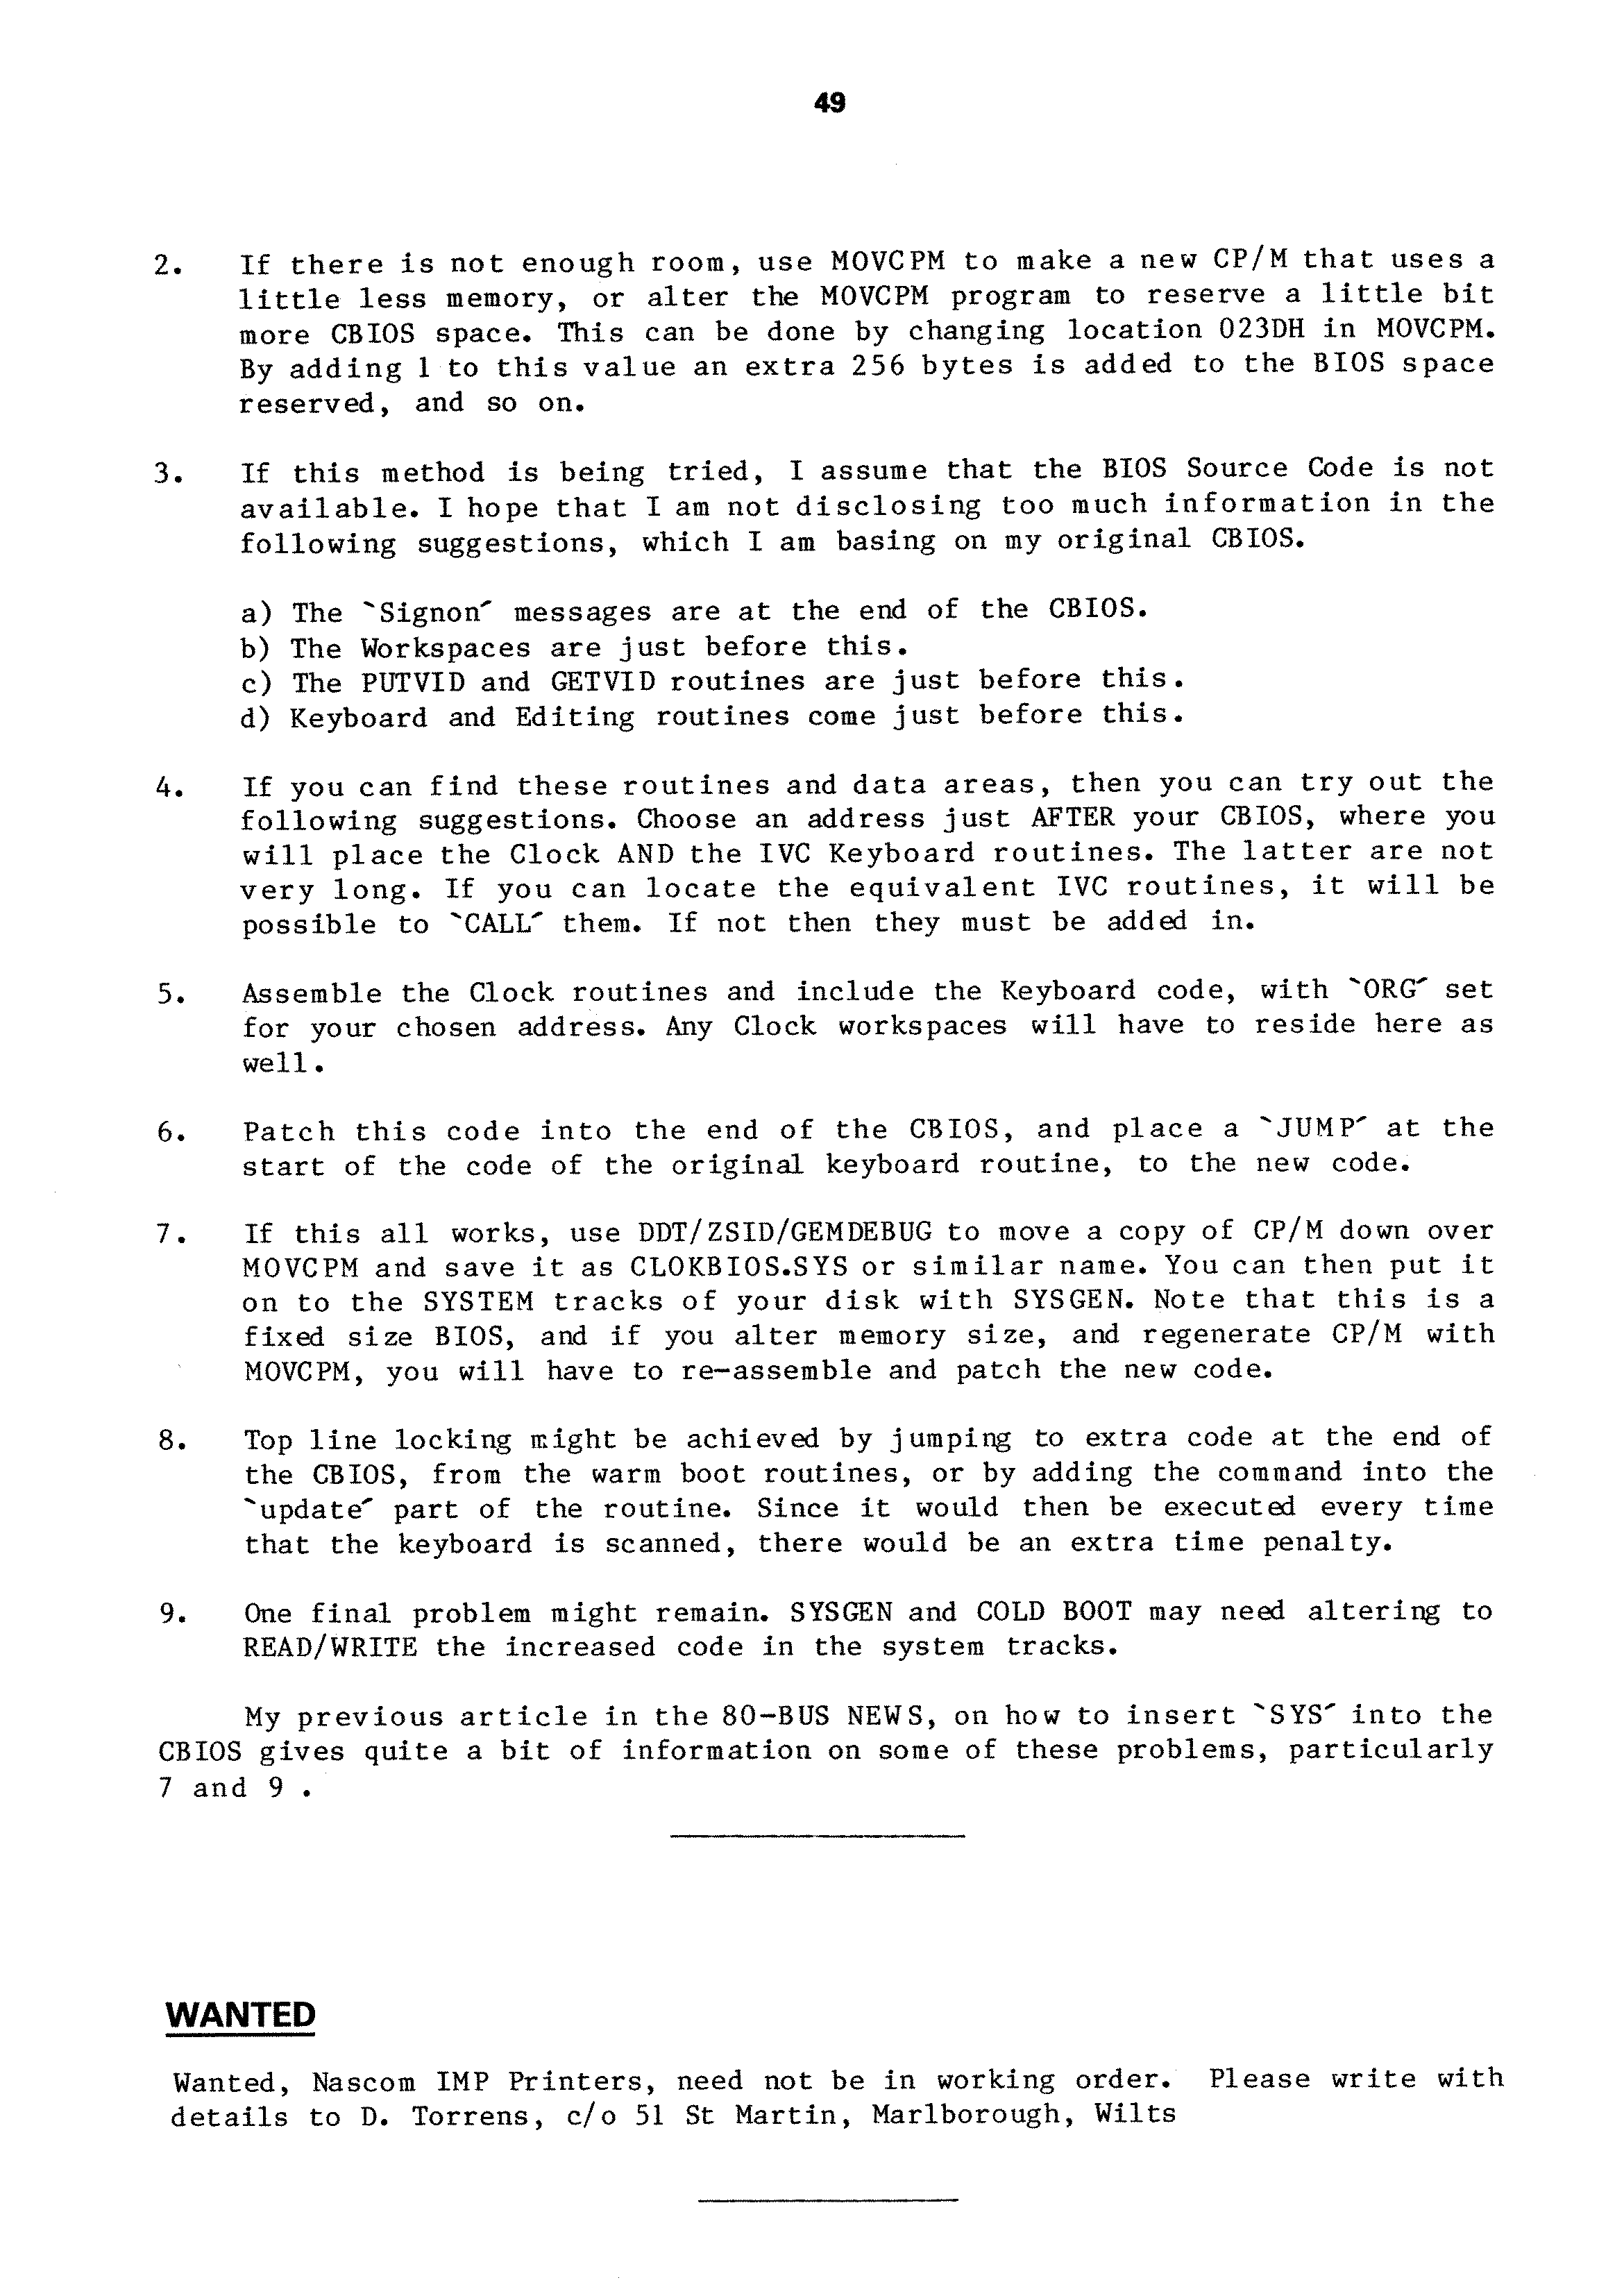 49
2. If there is not enough room, use MOVCPM to make a new CP/M that uses a
little less memory, or alter the MOVCPM program to reserve a little bit
more CBIOS space. This can be done by changing location 023DH in MOVCPM.
By adding 1 to this value an extra 256 bytes is added to the BIOS space
reserved, and so on.
3. If this method is being tried, I assume that the BIOS Source Code is not
available. I hope that I am not disclosing too much information in the
following suggestions, which I am basing on my original CBIOS.
a) The `Signon´ messages are at the end of the CBIOS.
b) The Workspaces are just before this.
c) The PUTVID and GETVID routines are just before this.
d) Keyboard and Editing routines come just before this.
4. If you can find these routines and data areas, then you can try out the
following suggestions. Choose an address just AFTER your CBIOS, where you
will place the Clock AND the IVC Keyboard routines. The latter are not
very long. If you can locate the equivalent IVC routines, it will be
possible to `CALL´ them. If not then they must be added in.
5. Assemble the Clock routines and include the Keyboard code, with `ORG´ set
for your chosen address. Any Clock workspaces will have to reside here as
well.
6. Patch this code into the end of the CBIOS, and place a `JUMP´ at the
start of the code of the original keyboard routine, to the new code.
7. If this all works, use DDT/ZSID/GEMDEBUG to move a copy of CP/M down over
MOVCPM and save it as CLOKBIOS.SYS or similar name. You can then put it
on to the SYSTEM tracks of your disk with SYSGEN. Note that this is a
fixed size BIOS, and if you alter memory size, and regenerate CP/M with
MOVCPM, you will have to re-assemble and patch the new code.
8. Top line locking might be achieved by jumping to extra code at the end of
the CBIOS, from the warm boot routines, or by adding the command into the
`update´ part of the routine. Since it would then be executed every time
that the keyboard is scanned, there would be an extra time penalty.
9. One final problem might remain. SYSGEN and COLD BOOT may need altering to
READ/WRITE the increased code in the system tracks.
My previous article in the 80-BUS NEWS, on how to insert `SYS´ into the
CBIOS gives quite a bit of information on some of these problems, particularly
7 and 9 .
WANTED
Wanted, Nascom IMP Printers, need not be in working order. Please write with
details to D. Torrens, c/o 51 St Martin, Marlborough, Wilts